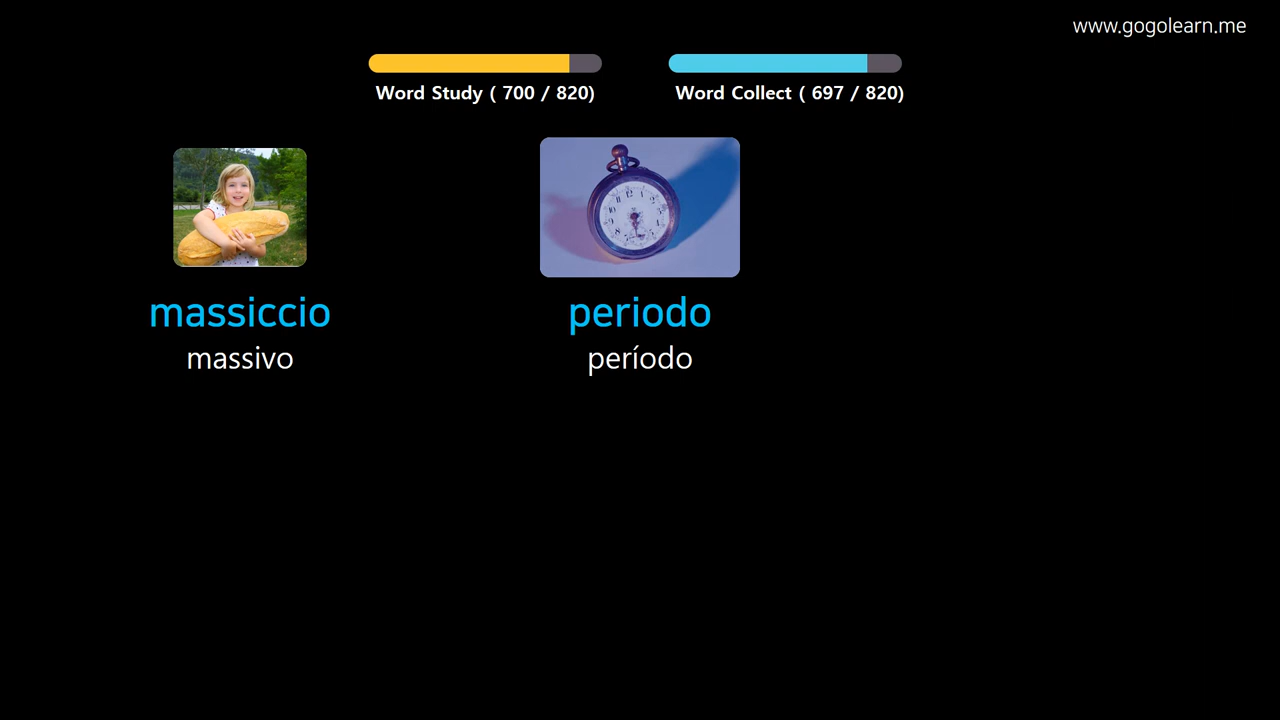 www.gogolearn.me
Word Study ( 700 / 820)
Word Collect ( 697 / 820)
massiccio
massivo
periodo
período